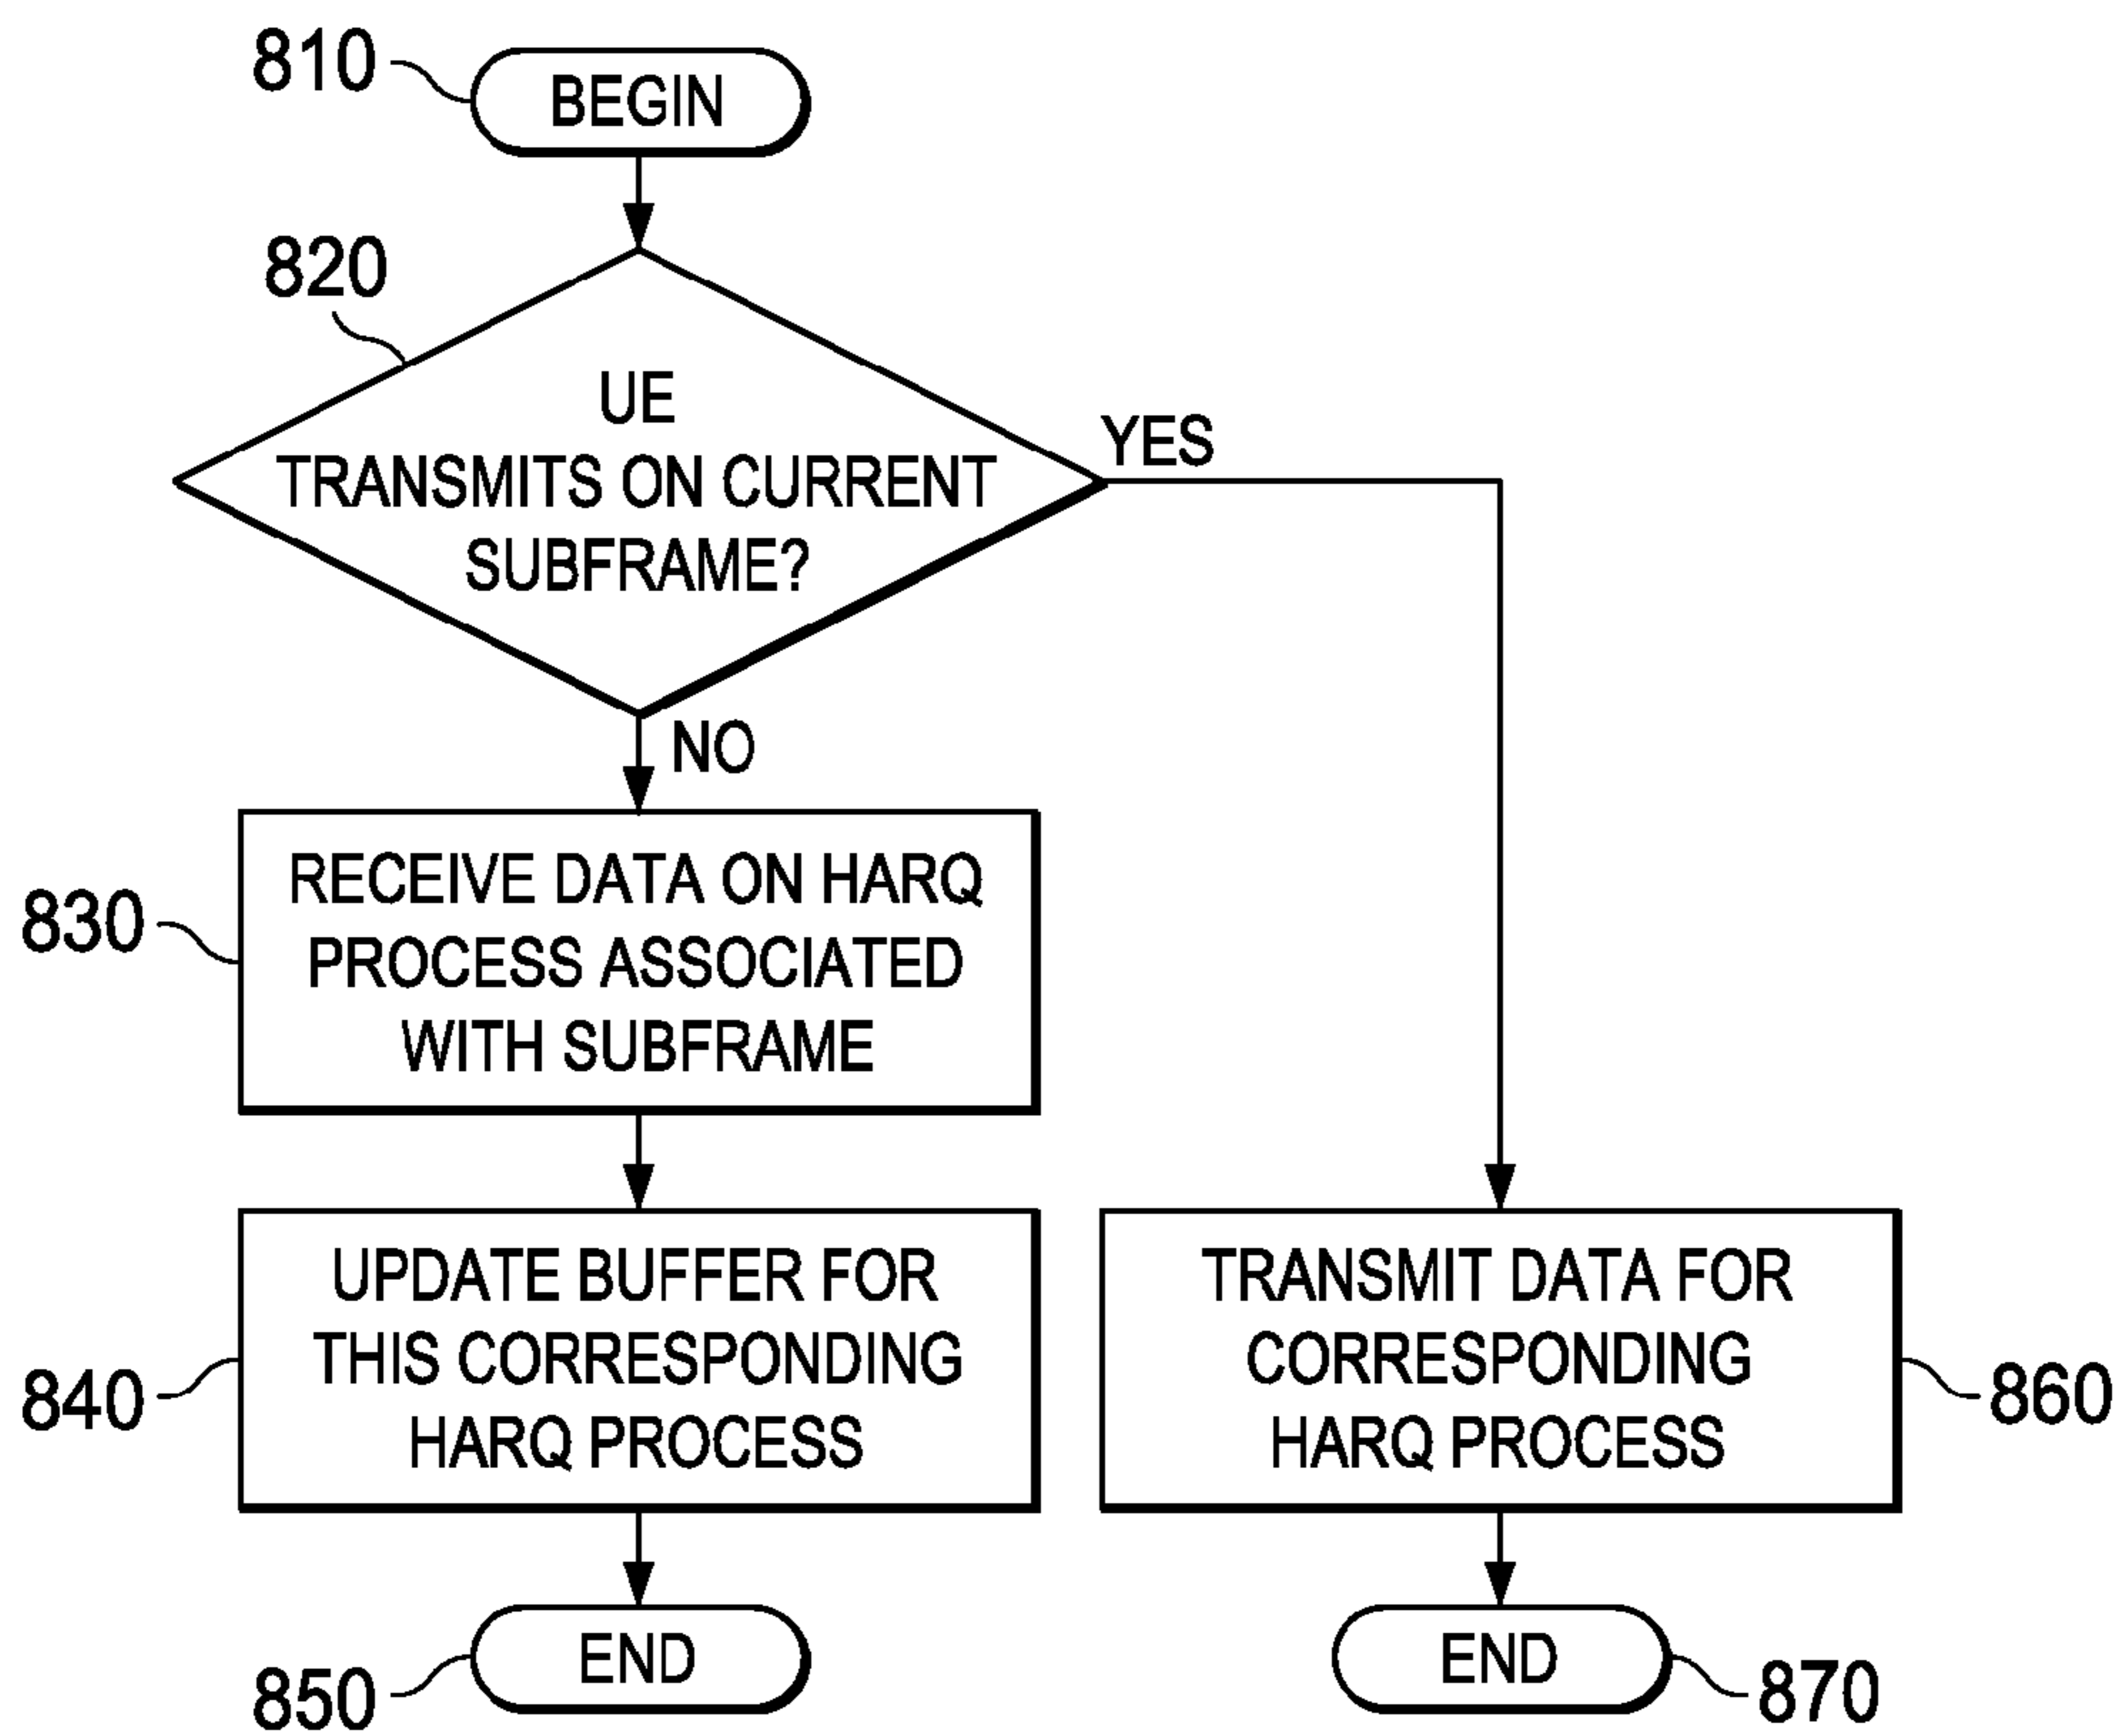 810
BEGIN
820
UE
TRANSMITS ON CURRENT
SUBFRAME?
YES
NO
830
RECEIVE DATA ON HARQ
PROCESS ASSOCIATED
WITH SUBFRAME
840
UPDATE BUFFER FOR
THIS CORRESPONDING
HARQ PROCESS
TRANSMIT DATA FOR
CORRESPONDING
HARQ PROCESS
860
850
END
END
870